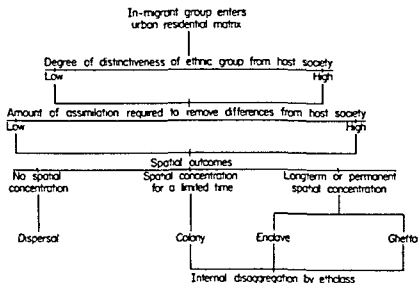 In-migrant group enters
urban residential matrix
Degree of distinctiveness of ethnic group from host society
Low High
Amount of assimilation required to remove differences from host society
Low High
Spatial outcomes
No spatial concentration
Spatial concentration for a limited time
Longterm or permanent spatial concentration
Dispersal Colony Enclave Ghetto
Internal disaggregation by ethclass